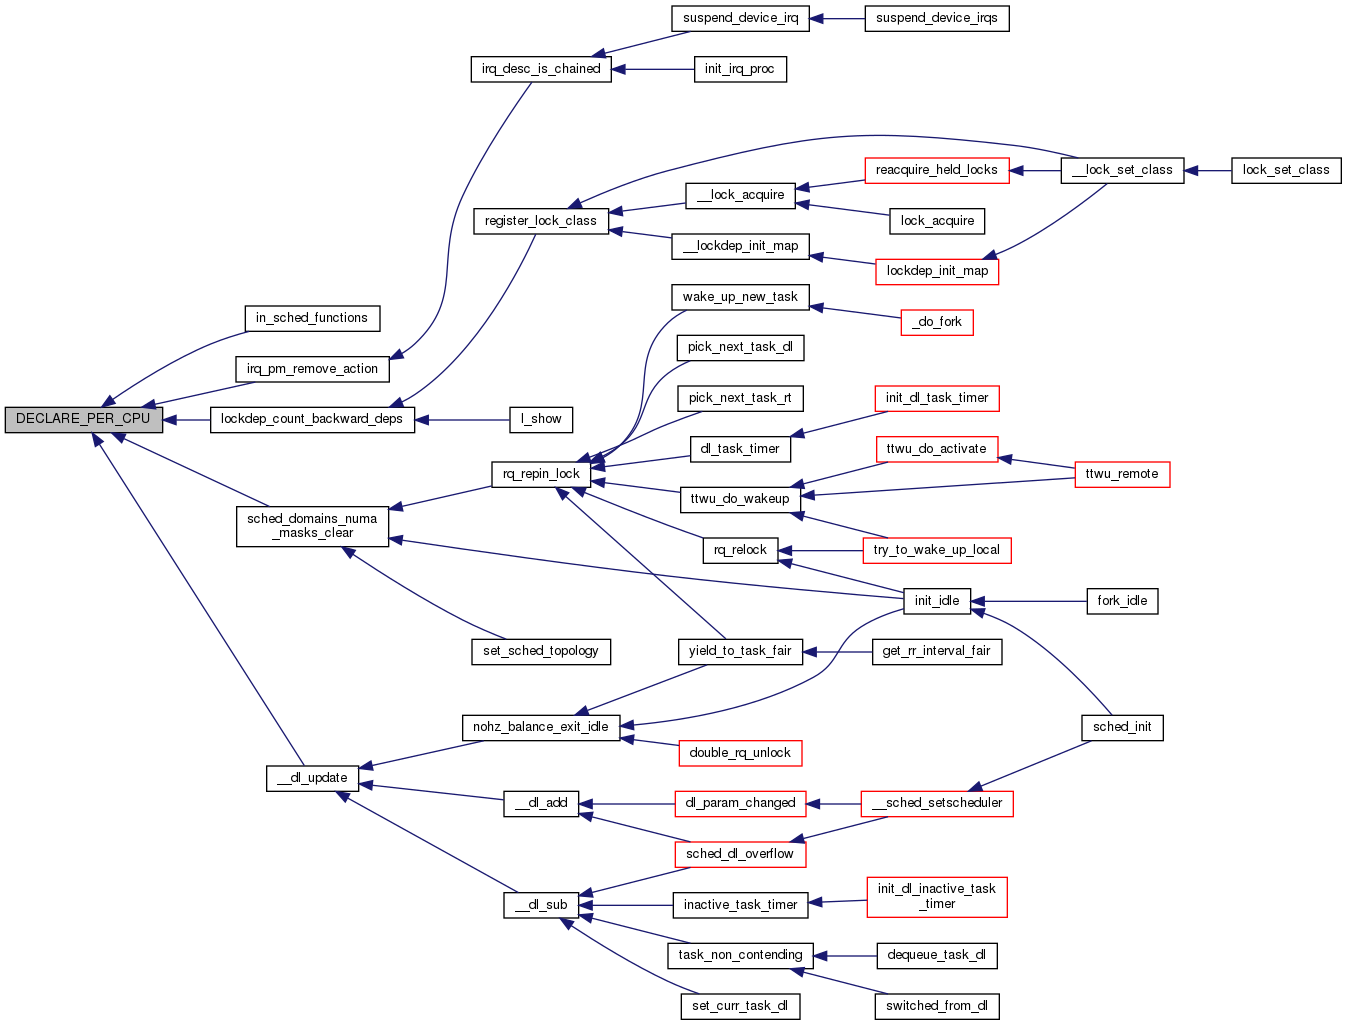 suspend_device_irq
suspend_device_irqs
irq_desc_is_chained
init_irq_proc
__lock_set_class
lock_set_class
reacquire_held_locks
__lock_acquire
register_lock_class
lock_acquire
__lockdep_init_map
lockdep_init_map
wake_up_new_task
in_sched_functions
_do_fork
pick_next_task_dl
irq_pm_remove_action
pick_next_task_rt
init_dl_task_timer
DECLARE_PER_CPU
lockdep_count_backward_deps
l_show
dl_task_timer
ttwu_do_activate
rq_repin_lock
ttwu_remote
ttwu_do_wakeup
sched_domains_numa
_masks_clear
rq_relock
try_to_wake_up_local
init_idle
fork_idle
set_sched_topology
yield_to_task_fair
get_rr_interval_fair
nohz_balance_exit_idle
sched_init
double_rq_unlock
__dl_update
__dl_add
dl_param_changed
__sched_setscheduler
sched_dl_overflow
__dl_sub
inactive_task_timer
init_dl_inactive_task
_timer
task_non_contending
dequeue_task_dl
set_curr_task_dl
switched_from_dl